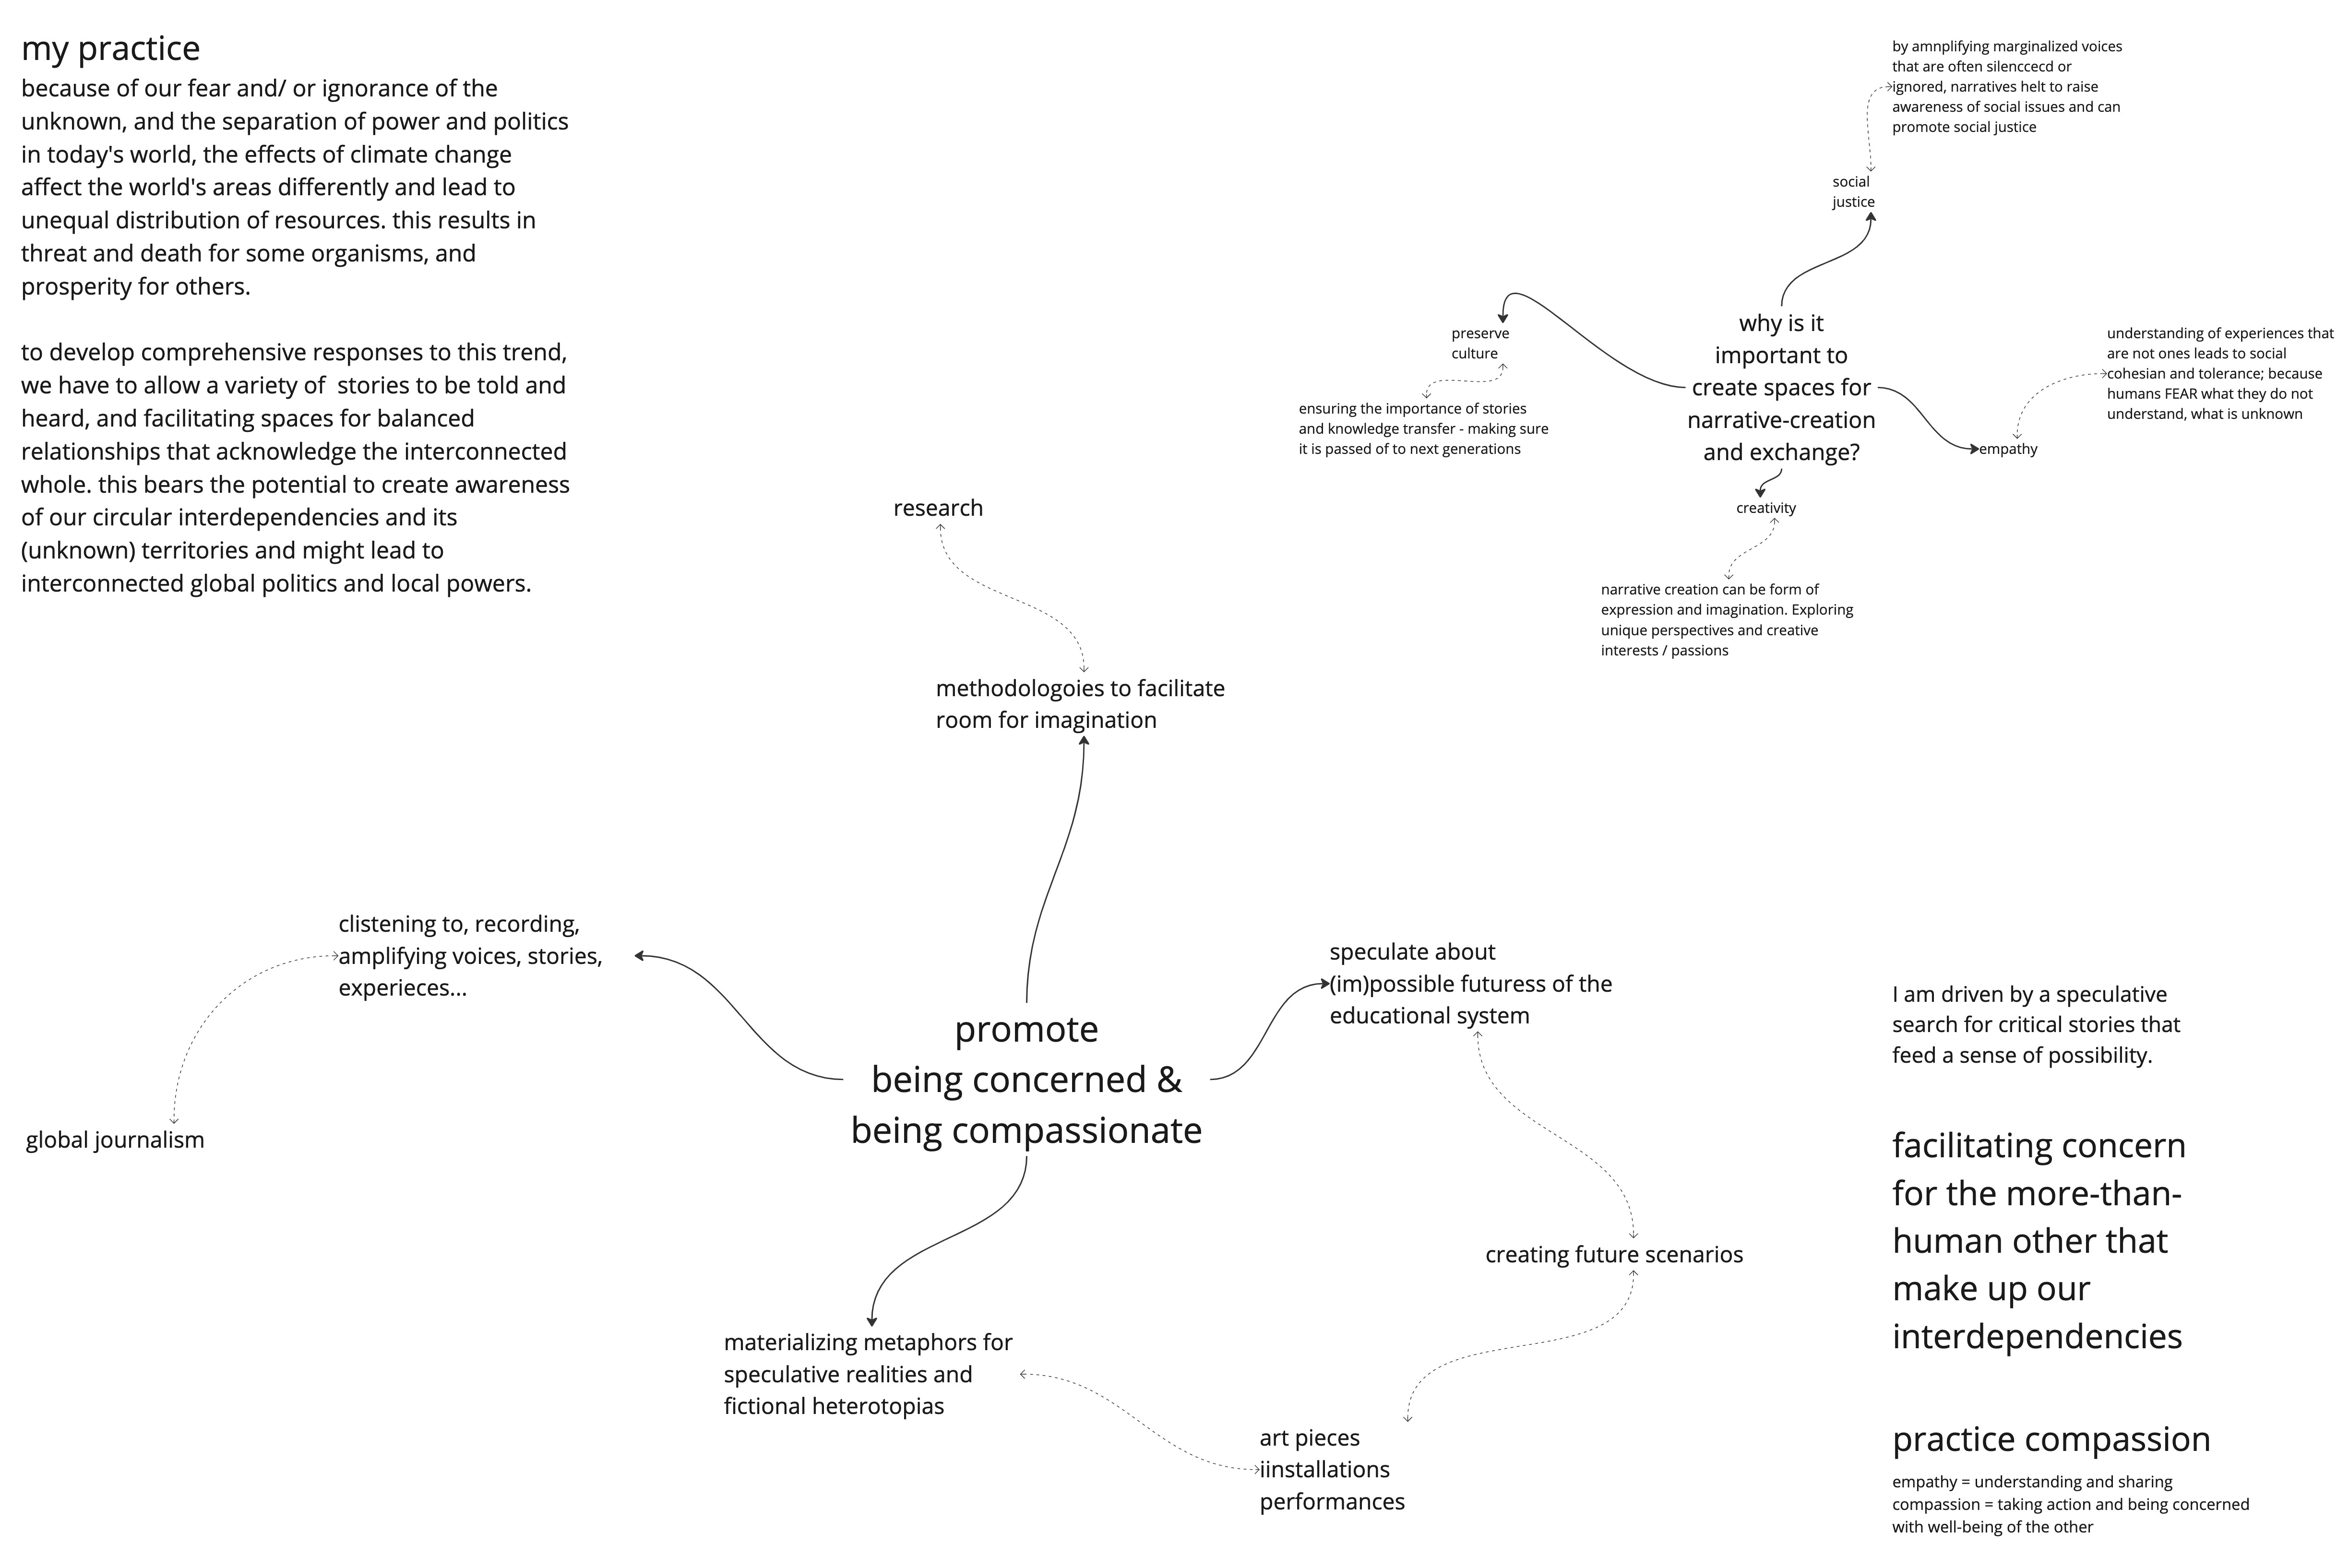 my practice
because of our fear and/ or ignorance of the
unknown, and the separation of power and politics
in today's world, the effects of climate change
affect the world's areas differently and lead to
unequal distribution of resources. this results in
threat and death for some organisms, and
prosperity for others.
to develop comprehensive responses to this trend,
we have to allow a variety of  stories to be told and
heard, and facilitating spaces for balanced
relationships that acknowledge the interconnected
whole. this bears the potential to create awareness
of our circular interdependencies and its
(unknown) territories and might lead to
interconnected global politics and local powers.
by amnplifying marginalized voices
that are often silenccecd or
ignored, narratives helt to raise
awareness of social issues and can
promote social justice
social
justice
preserve
culture
ensuring the importance of stories
and knowledge transfer - making sure
it is passed of to next generations
why is it
important to
create spaces for
narrative-creation
and exchange?
understanding of experiences that
are not ones leads to social
cohesian and tolerance; because
humans FEAR what they do not
understand, what is unknown
empathy
creativity
narrative creation can be form of
expression and imagination. Exploring
unique perspectives and creative
interests / passions
research
methodologoies to facilitate
room for imagination
clistening to, recording,
amplifying voices, stories,
experieces...
global journalism
promote
being concerned &
being compassionate
speculate about
(im)possible futuress of the
educational system
creating future scenarios
materializing metaphors for
speculative realities and
fictional heterotopias
art pieces
iinstallations
performances
I am driven by a speculative
search for critical stories that
feed a sense of possibility.
facilitating concern
for the more-than-
human other that
make up our
interdependencies
practice compassion
empathy = understanding and sharing
compassion = taking action and being concerned
with well-being of the other